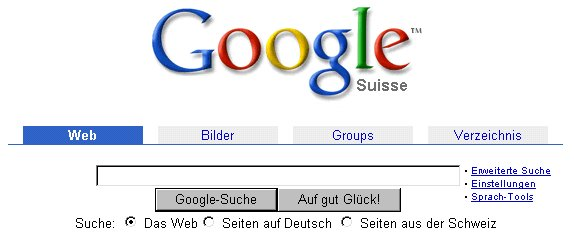 Google™
Suisse
Web Bilder Groups Verzeichnis
• Erweiterte Suche
• Einstellungen
• Sprach-Tools
Google-Suche Auf gut Glück!
Suche: Das Web Seiten auf Deutsch Seiten aus der Schweiz